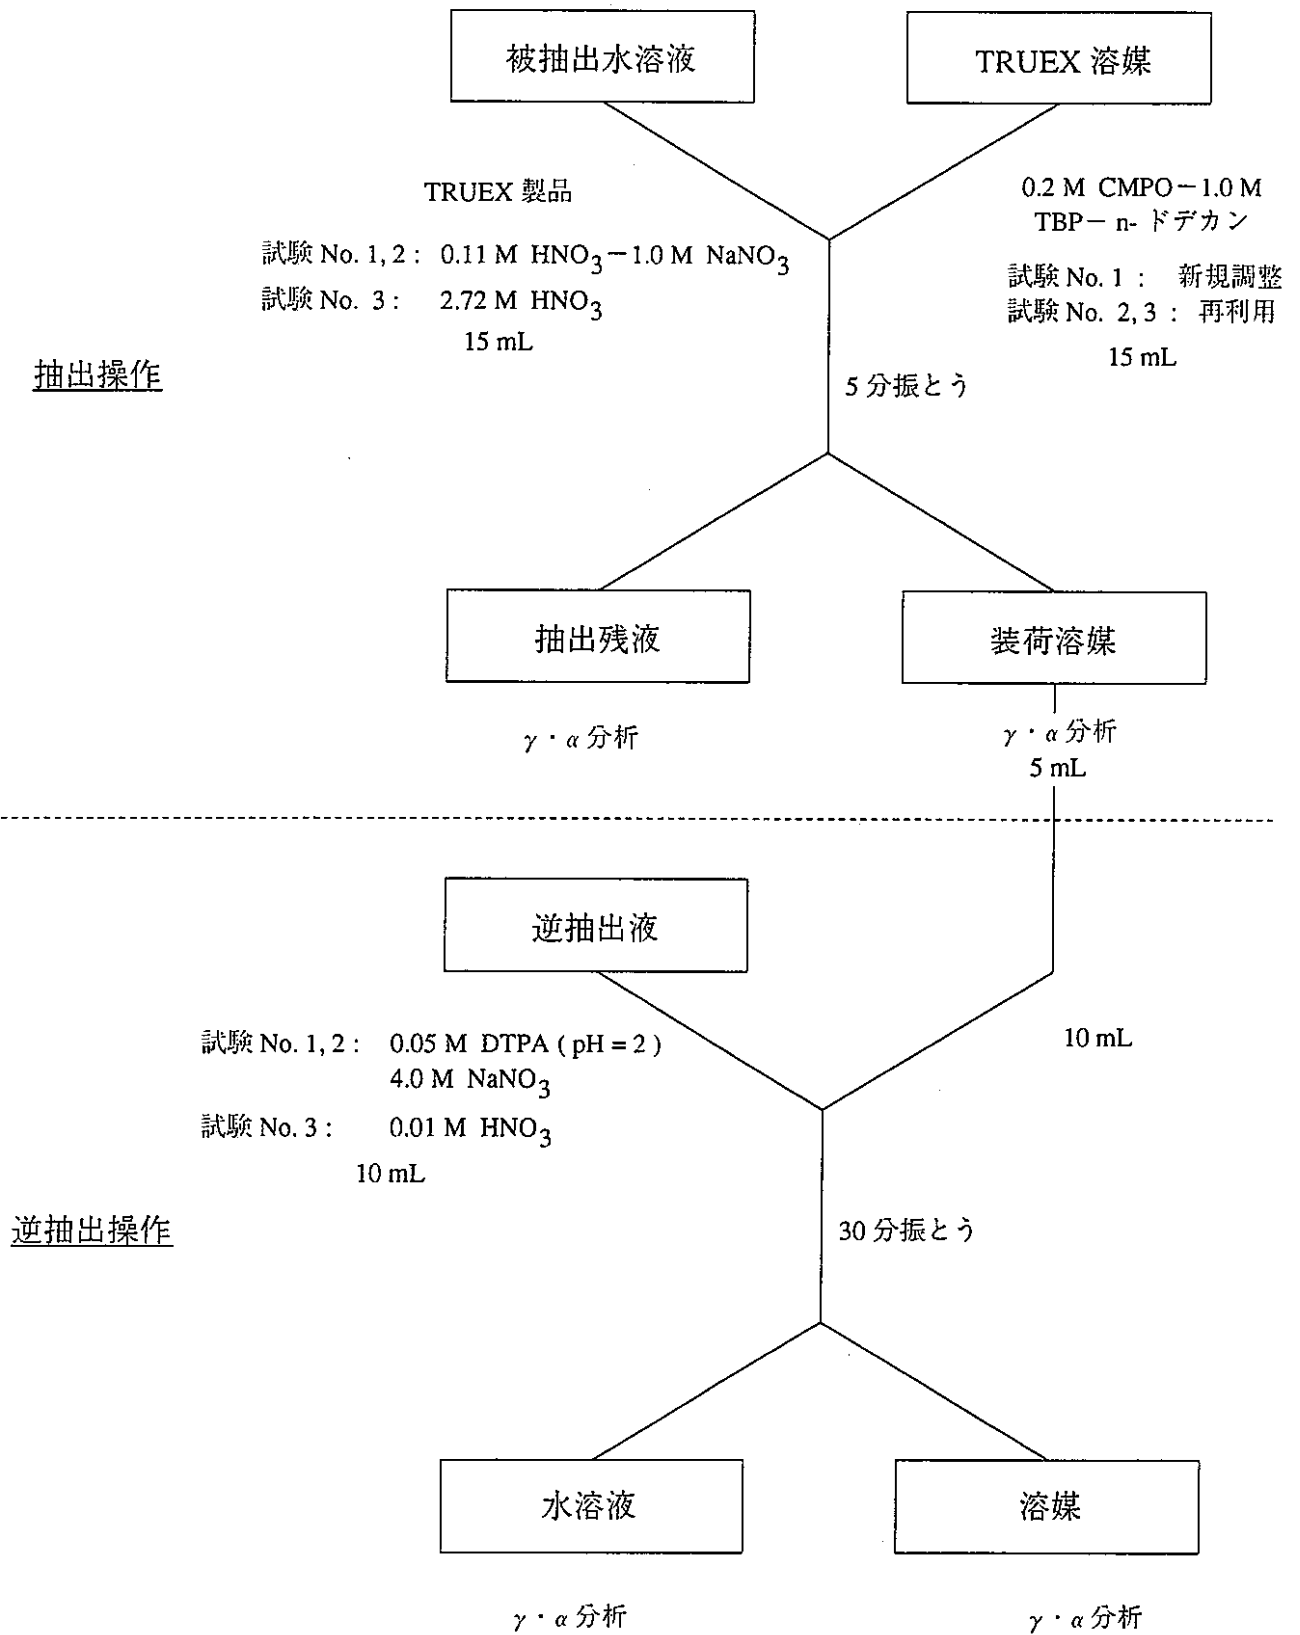 被抽出水溶液
TRUEX 溶媒
TRUEX 製品
試験 No. 1, 2 : 0.11 M HNO3－1.0 M NaNO3
試験 No. 3 : 2.72 M HNO3
15 mL
0.2 M CMPO－1.0 M
TBP－ n- ドデカン
試験 No. 1 : 新規調整
試験 No. 2, 3 : 再利用
15 mL
抽出操作
5 分振とう
抽出残液
装荷溶媒
γ・α 分析
γ・α 分析
5 mL
逆抽出液
試験 No. 1, 2 : 0.05 M DTPA ( pH = 2 )
4.0 M NaNO3
試験 No. 3 : 0.01 M HNO3
10 mL
10 mL
逆抽出操作
30 分振とう
水溶液
溶媒
γ・α 分析
γ・α 分析